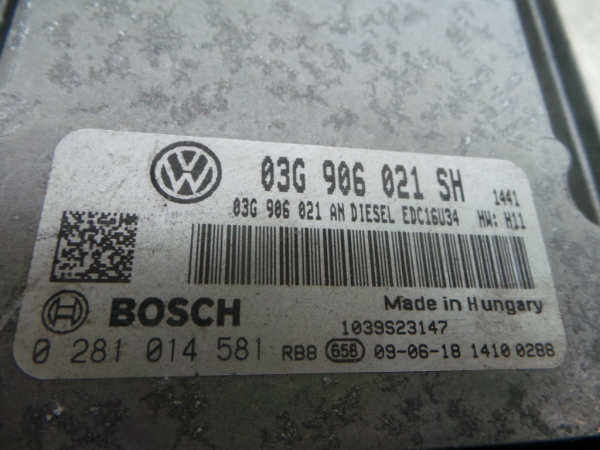 03G 906 021 SH 1441
03G 906 021 AN DIESEL EDC16U34 HW: H11
BOSCH Made in Hungary
1039S23147
0 281 014 581 RB8 658 09-06-18 1410 0288